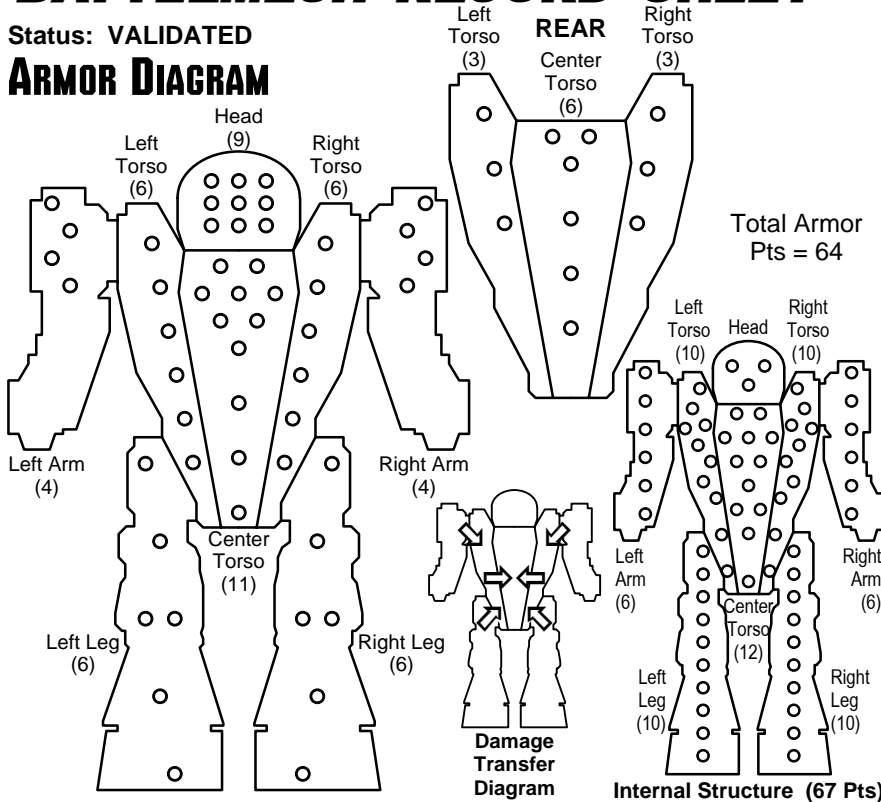 BATTLEMECH RECORD SHEET
Status: VALIDATED
ARMOR DIAGRAM
Head
(9)
Left
Torso
(6)
Right
Torso
(6)
Left Arm
(4)
Right Arm
(4)
Center
Torso
(11)
Left Leg
(6)
Right Leg
(6)
REAR
Left
Torso
(3)
Center
Torso
(6)
Right
Torso
(3)
Total Armor
Pts = 64
Damage
Transfer
Diagram
Left
Torso
(10)
Head
Right
Torso
(10)
Left
Arm
(6)
Right
Arm
(6)
Center
Torso
(12)
Left
Leg
(10)
Right
Leg
(10)
Internal Structure (67 Pts)